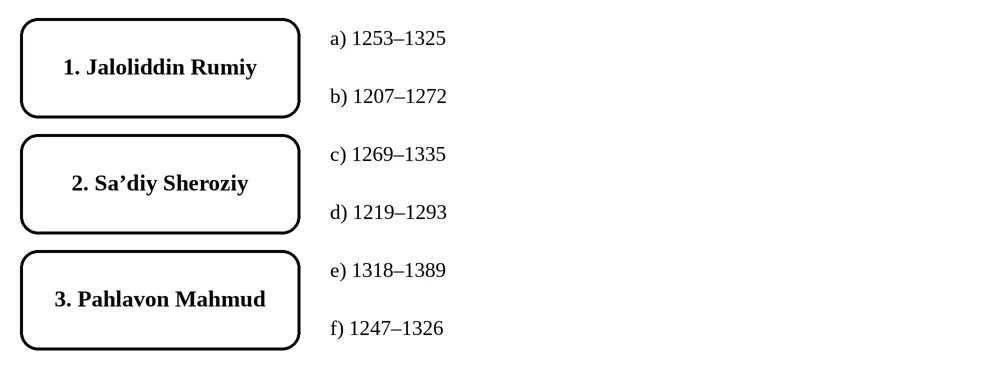 1. Jaloliddin Rumiy
2. Sa’diy Sheroziy
3. Pahlavon Mahmud
a) 1253–1325
b) 1207–1272
c) 1269–1335
d) 1219–1293
e) 1318–1389
f) 1247–1326